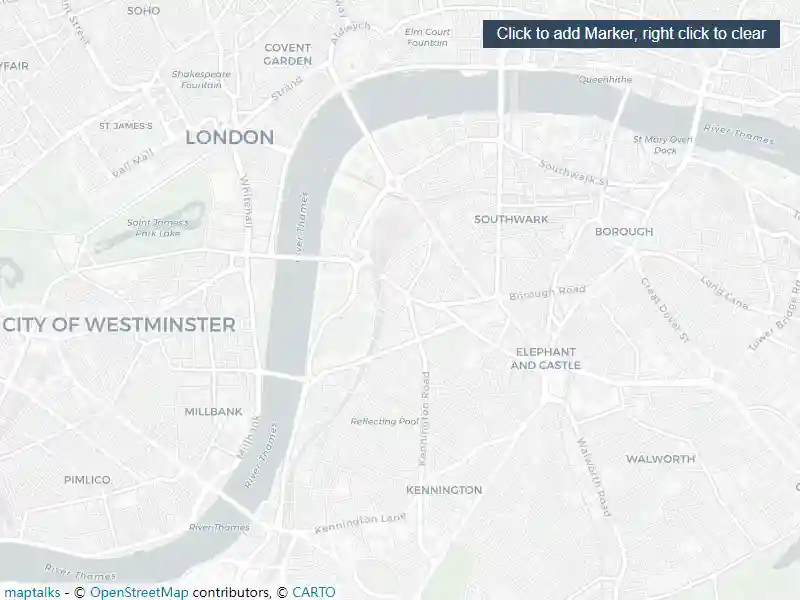 SOHO
COVENT
GARDEN
Aldwych
Elm Court
Fountain
Click to add Marker, right click to clear
YFAIR
Shakespeare
Fountain
Strand
Queenhithe
ST JAMES'S
LONDON
St Mary Overi
Dock
River Thames
Pall Mall
Whitehall
Southwark St
Saint James's
Park Lake
River Thames
SOUTHWARK
BOROUGH
Borough Road
Great Dover St
Long Lane
Tower Bridge Rd
CITY OF WESTMINSTER
ELEPHANT
AND CASTLE
MILLBANK
Millbank
Reflecting Pool
Kennington Road
River Thames
Walworth Road
WALWORTH
PIMLICO
KENNINGTON
River Thames
Kennington Lane
River Thames
maptalks - © OpenStreetMap contributors, © CARTO